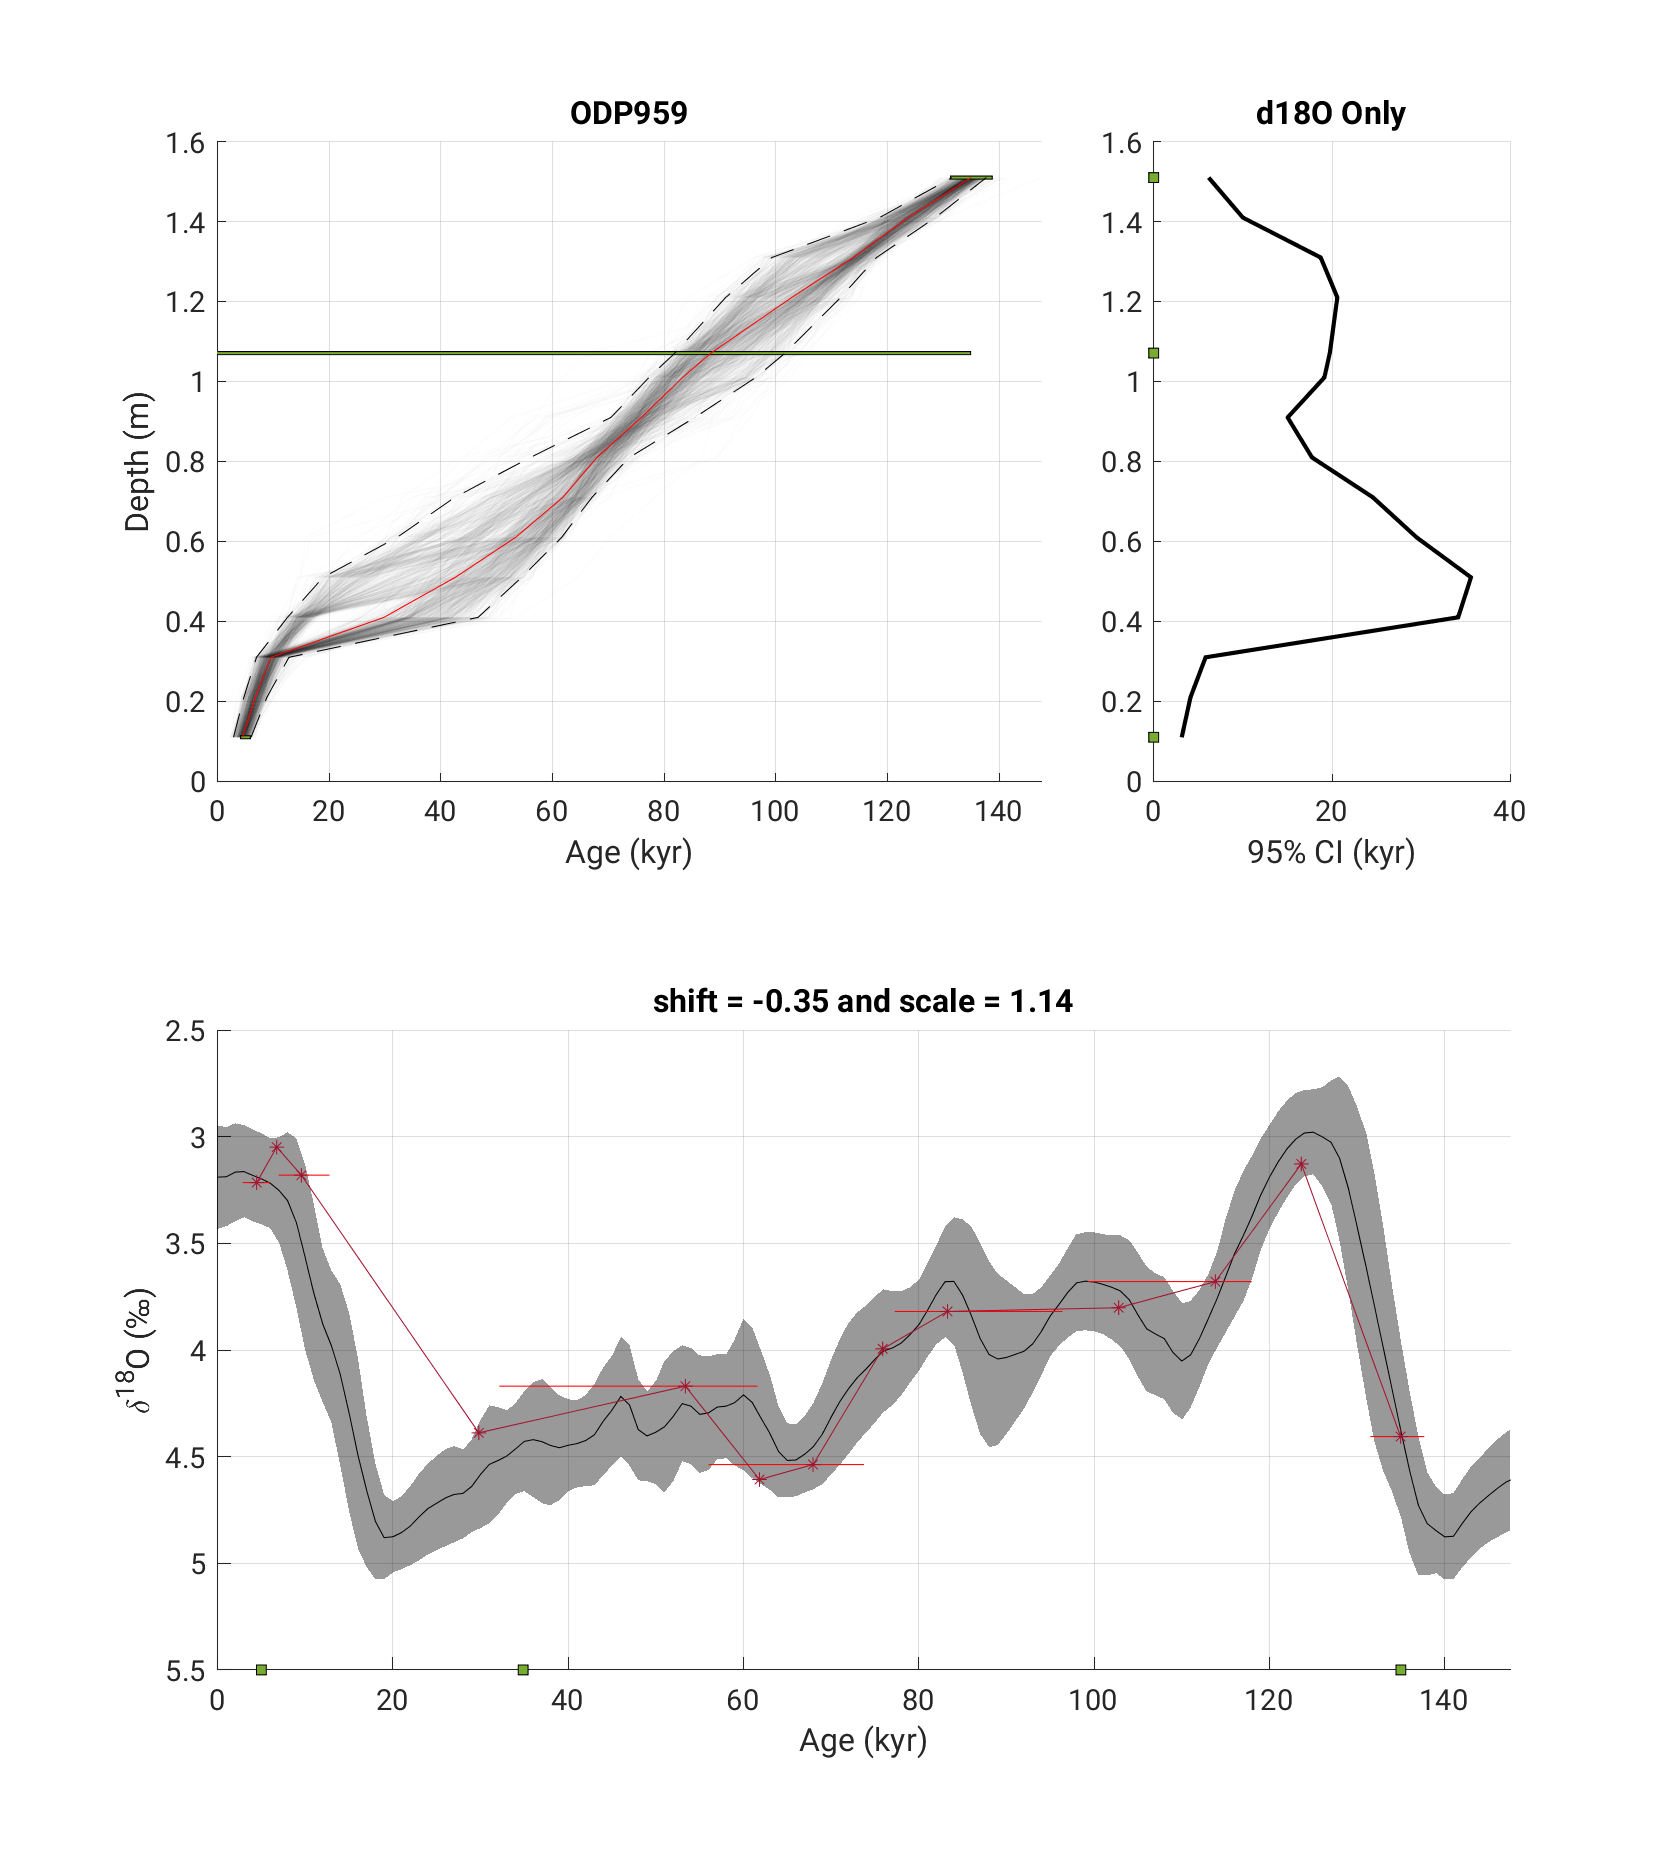 ODP959
1.6
1.4
1.2
1
0.8
0.6
0.4
0.2
0
Depth (m)
0 20 40 60 80 100 120 140
Age (kyr)
d18O Only
1.6
1.4
1.2
1
0.8
0.6
0.4
0.2
0
0 20 40
95% CI (kyr)
shift = -0.35 and scale = 1.14
2.5
3
3.5
4
4.5
5
5.5
δ¹⁸O (‰)
0 20 40 60 80 100 120 140
Age (kyr)